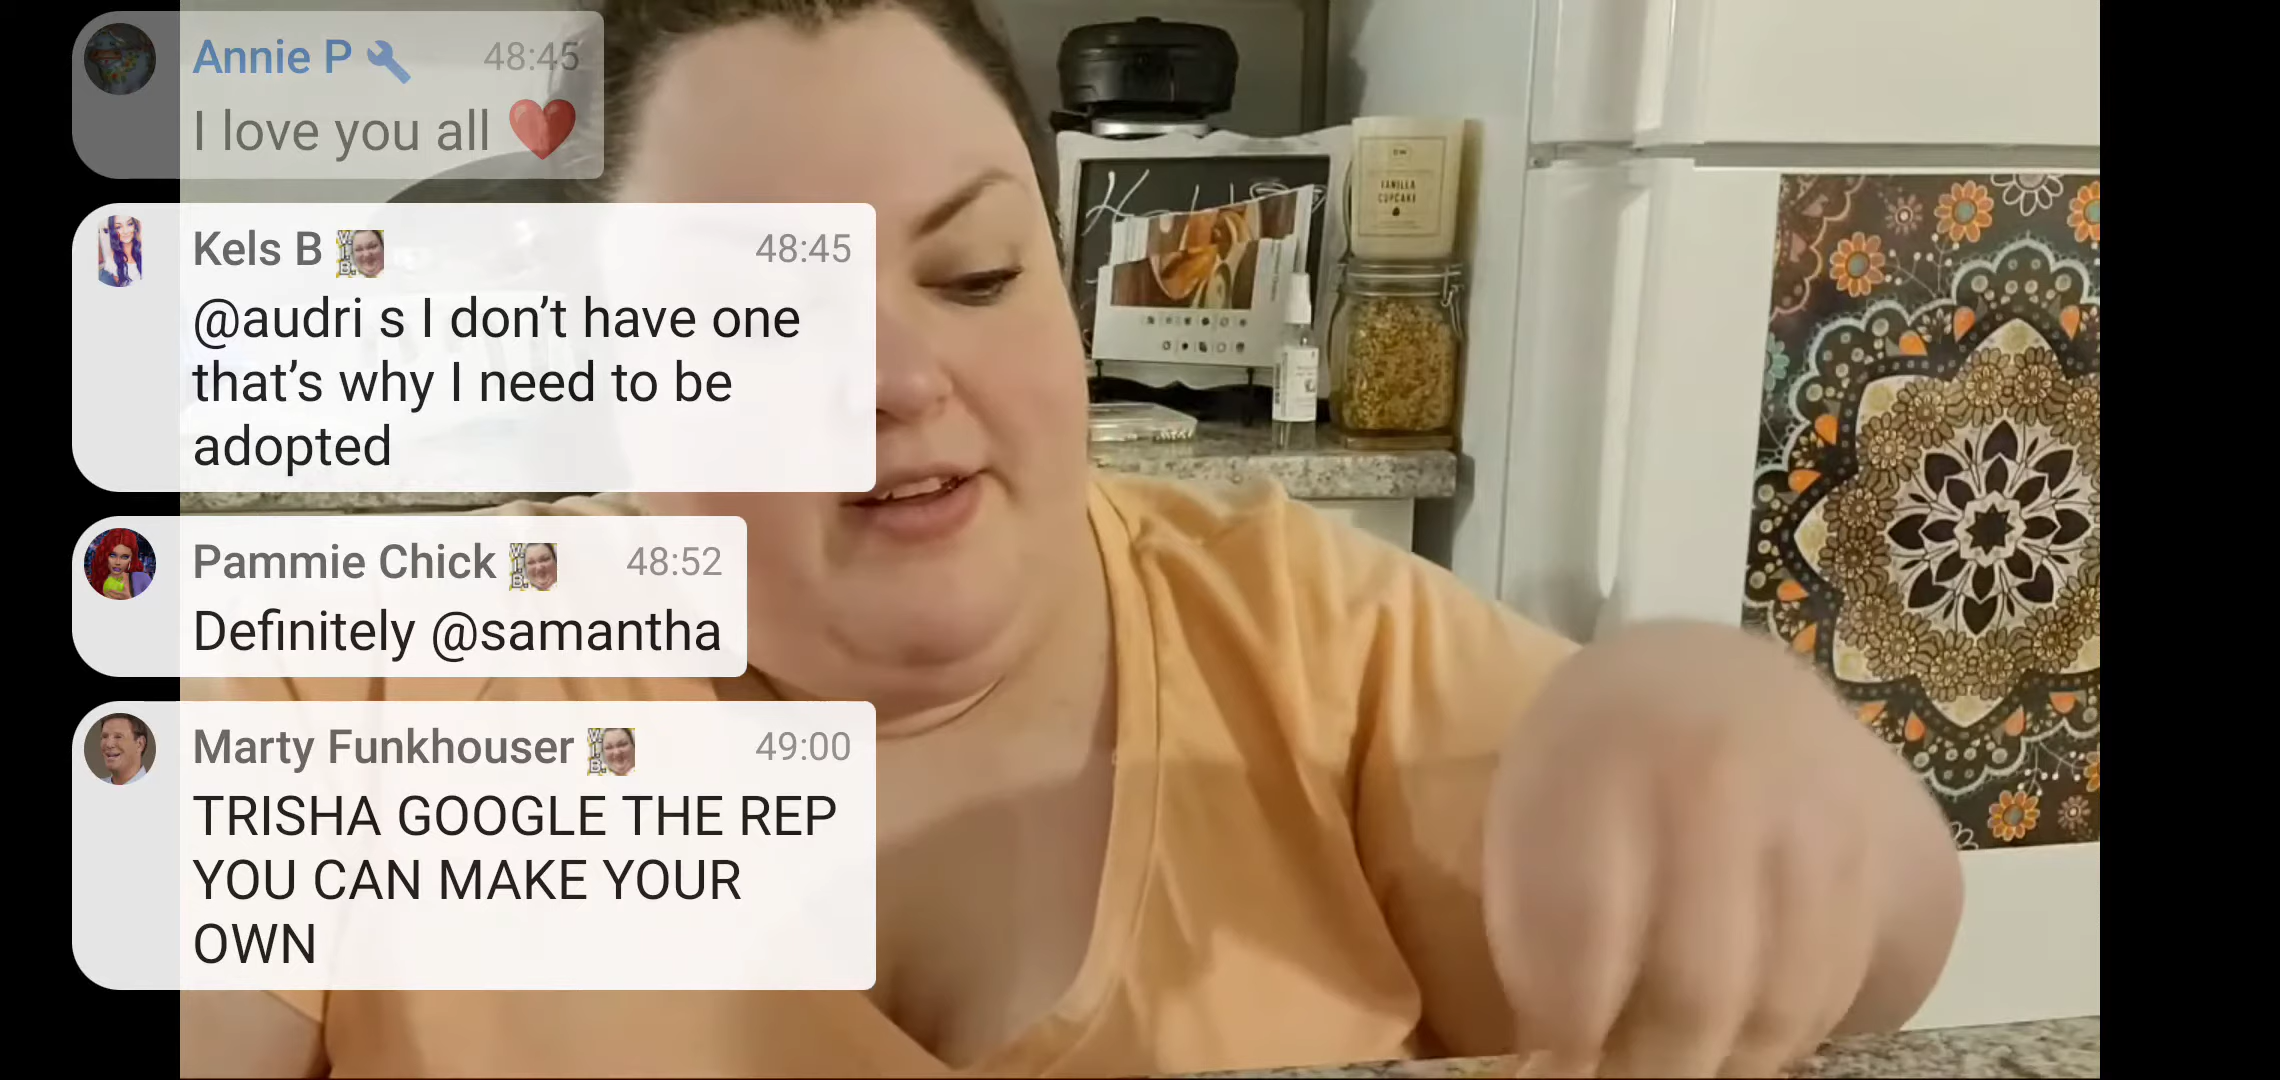 Annie P 48:45
I love you all ❤️
Kels B 48:45
@audri s I don’t have one
that’s why I need to be
adopted
Pammie Chick 48:52
Definitely @samantha
Marty Funkhouser 49:00
TRISHA GOOGLE THE REP
YOU CAN MAKE YOUR
OWN
VANILLA
CUPCAKE